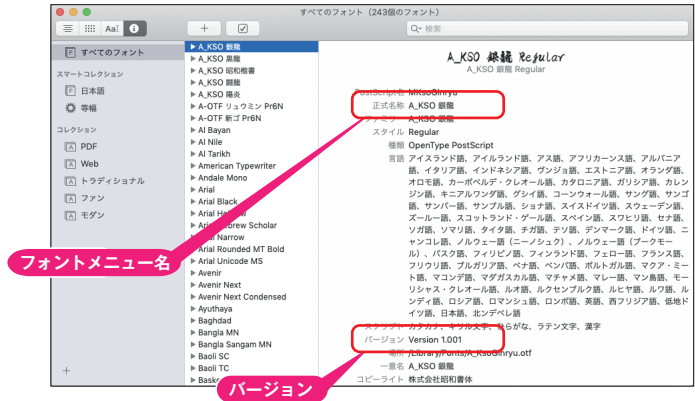 すべてのフォント（243個のフォント）
Aaí
検索
すべてのフォント
スマートコレクション
日本語
等幅
コレクション
PDF
Web
トラディショナル
ファン
モダン
A_KSO 銀龍
A_KSO 黒龍
A_KSO 昭和楷書
A_KSO 闘龍
A_KSO 陽炎
A-OTF リュウミン Pr6N
A-OTF 新ゴ Pr6N
Al Bayan
Al Nile
Al Tarikh
American Typewriter
Andale Mono
Arial
Arial Black
Arial
Arial Hebrew Scholar
Arial Narrow
Arial Rounded MT Bold
Arial Unicode MS
Avenir
Avenir Next
Avenir Next Condensed
Ayuthaya
Baghdad
Bangla MN
Bangla Sangam MN
Baoli SC
Baoli TC
A_KSO 銀龍 Regular
A_KSO 銀龍 Regular
PostScript名 MKsoGinryu
正式名称 A_KSO 銀龍
ファミリー A_KSO 銀龍
スタイル Regular
種類 OpenType PostScript
言語 アイスランド語、アイルランド語、アス語、アフリカーンス語、アルバニア
語、イタリア語、インドネシア語、ヴンジョ語、エストニア語、オランダ語、
オロモ語、カーボベルデ・クレオール語、カタロニア語、ガリシア語、カレン
ジン語、キニアルワンダ語、グシイ語、コーンウォール語、サング語、サンゴ
語、サンバー語、サンブル語、ショナ語、スイスドイツ語、スウェーデン語、
ズールー語、スコットランド・ゲール語、スペイン語、スワヒリ語、セナ語、
ソガ語、ソマリ語、タイタ語、チガ語、テソ語、デンマーク語、ドイツ語、ニ
ャンコレ語、ノルウェー語（ニーノシュク）、ノルウェー語（ブークモー
ル）、バスク語、フィリピノ語、フィンランド語、フェロー語、フランス語、
フリウリ語、ブルガリア語、ベナ語、ベンバ語、ポルトガル語、マクア・ミー
ト語、マコンデ語、マダガスカル語、マチャメ語、マレー語、マン島語、モー
リシャス・クレオール語、ルオ語、ルクセンブルク語、ルヒヤ語、ルワ語、ル
ンディ語、ロシア語、ロマンシュ語、ロンボ語、英語、西フリジア語、低地ド
イツ語、日本語、北ンデベレ語
スクリプト カタカナ、キリル文字、ひらがな、ラテン文字、漢字
バージョン Version 1.001
場所 /Library/Fonts/A_KsoGinryu.otf
一意名 A_KSO 銀龍
コピーライト 株式会社昭和書体
フォントメニュー名
バージョン